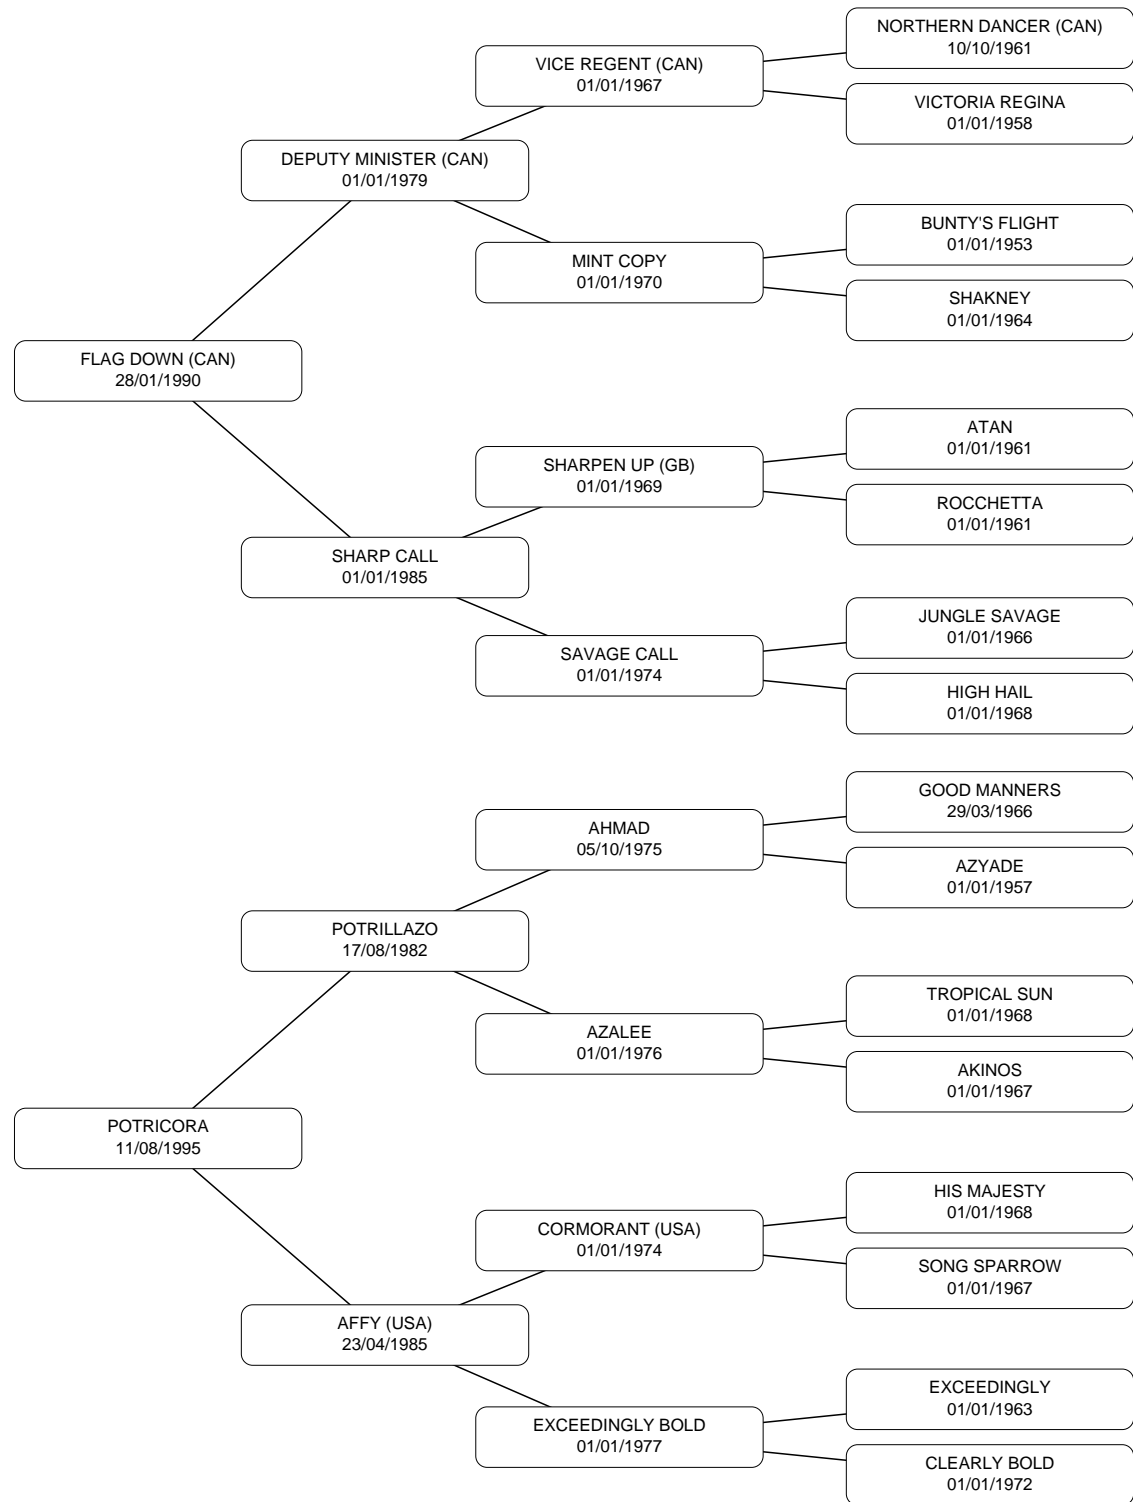 NORTHERN DANCER (CAN)
10/10/1961
VICE REGENT (CAN)
01/01/1967
VICTORIA REGINA
01/01/1958
DEPUTY MINISTER (CAN)
01/01/1979
BUNTY'S FLIGHT
01/01/1953
MINT COPY
01/01/1970
SHAKNEY
01/01/1964
FLAG DOWN (CAN)
28/01/1990
ATAN
01/01/1961
SHARPEN UP (GB)
01/01/1969
ROCCHETTA
01/01/1961
SHARP CALL
01/01/1985
JUNGLE SAVAGE
01/01/1966
SAVAGE CALL
01/01/1974
HIGH HAIL
01/01/1968
GOOD MANNERS
29/03/1966
AHMAD
05/10/1975
AZYADE
01/01/1957
POTRILLAZO
17/08/1982
TROPICAL SUN
01/01/1968
AZALEE
01/01/1976
AKINOS
01/01/1967
POTRICORA
11/08/1995
HIS MAJESTY
01/01/1968
CORMORANT (USA)
01/01/1974
SONG SPARROW
01/01/1967
AFFY (USA)
23/04/1985
EXCEEDINGLY
01/01/1963
EXCEEDINGLY BOLD
01/01/1977
CLEARLY BOLD
01/01/1972